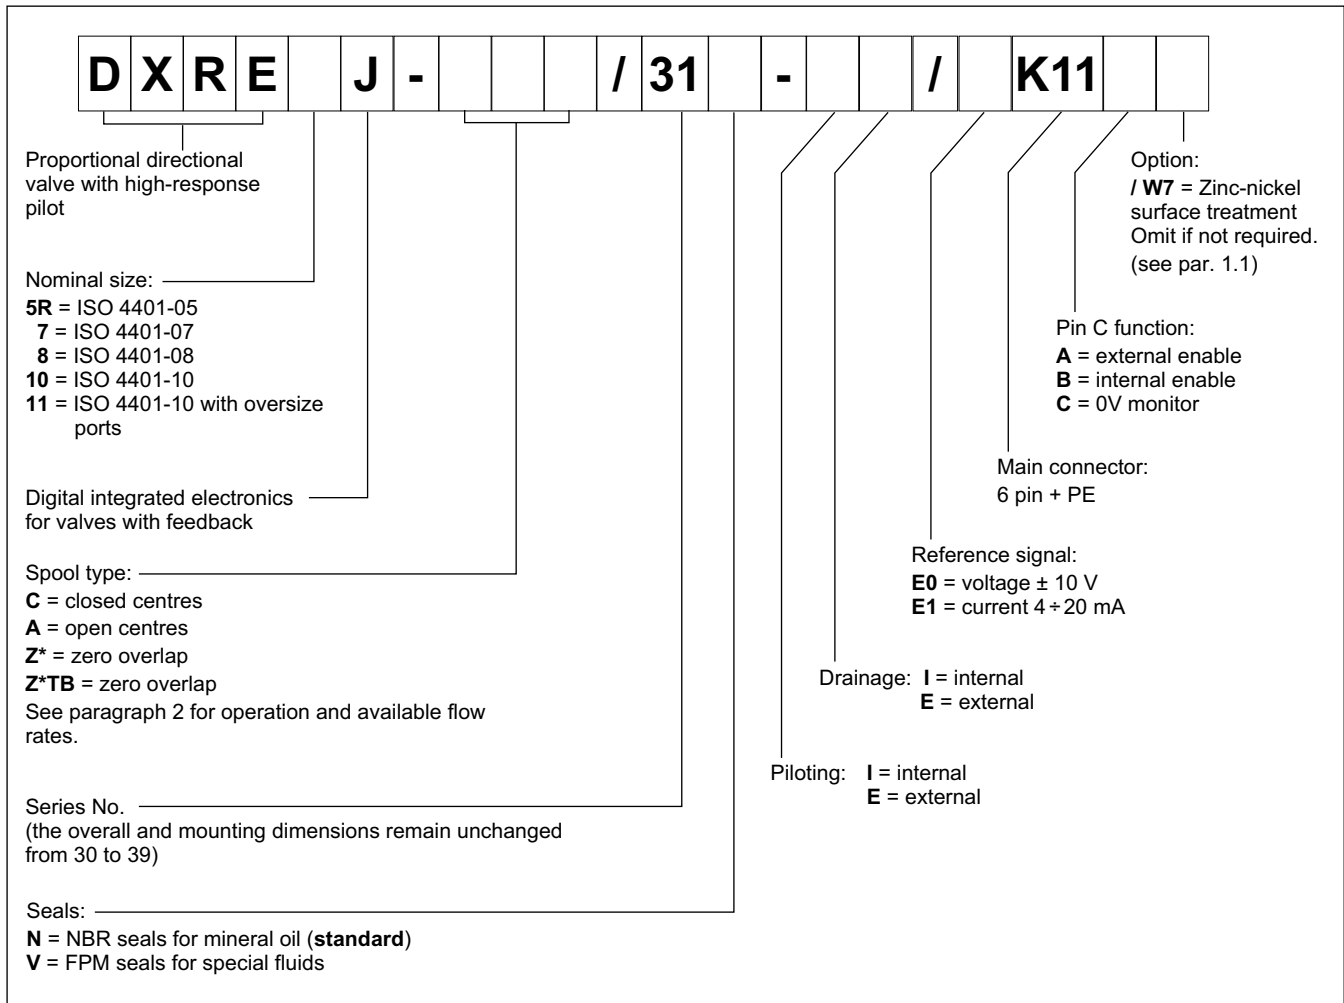 D X R E J - / 31 - / K11
Proportional directional
valve with high-response
pilot
Nominal size:
5R = ISO 4401-05
7 = ISO 4401-07
8 = ISO 4401-08
10 = ISO 4401-10
11 = ISO 4401-10 with oversize
ports
Digital integrated electronics
for valves with feedback
Spool type:
C = closed centres
A = open centres
Z* = zero overlap
Z*TB = zero overlap
See paragraph 2 for operation and available flow
rates.
Series No.
(the overall and mounting dimensions remain unchanged
from 30 to 39)
Seals:
N = NBR seals for mineral oil (standard)
V = FPM seals for special fluids
Option:
/ W7 = Zinc-nickel
surface treatment
Omit if not required.
(see par. 1.1)
Pin C function:
A = external enable
B = internal enable
C = 0V monitor
Main connector:
6 pin + PE
Reference signal:
E0 = voltage ± 10 V
E1 = current 4÷20 mA
Drainage: I = internal
E = external
Piloting: I = internal
E = external